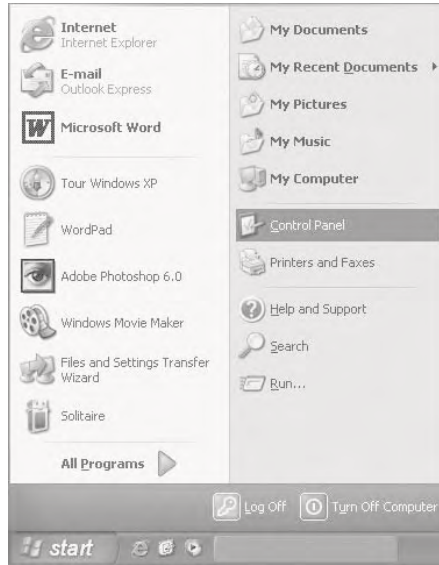 Internet
Internet Explorer
E-mail
Outlook Express
Microsoft Word
Tour Windows XP
WordPad
Adobe Photoshop 6.0
Windows Movie Maker
Files and Settings Transfer
Wizard
Solitaire
All Programs
My Documents
My Recent Documents
My Pictures
My Music
My Computer
Control Panel
Printers and Faxes
Help and Support
Search
Run...
Log Off
Turn Off Computer
start